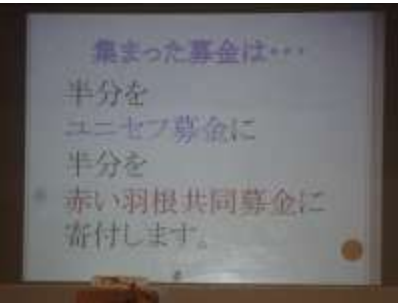 集まった募金は・・・
半分を
ユニセフ募金に
半分を
赤い羽根共同募金に
寄付します。